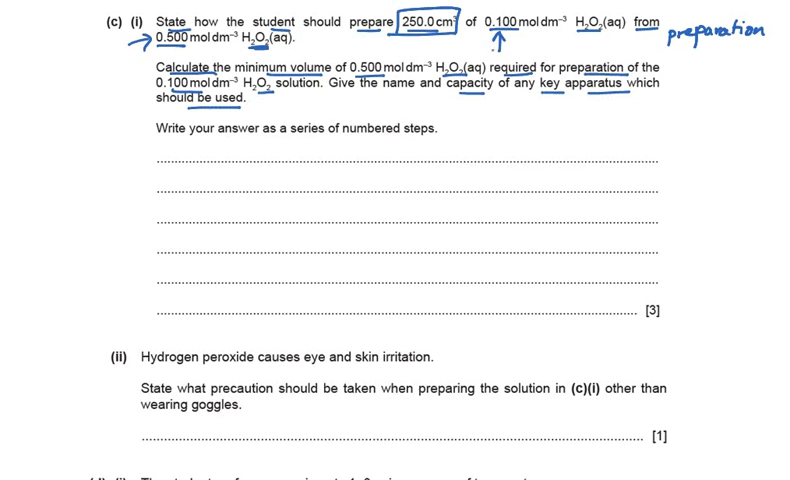 (c) (i) State how the student should prepare 250.0 cm³ of 0.100 mol dm⁻³ H₂O₂(aq) from
preparation
0.500 mol dm⁻³ H₂O₂(aq).
Calculate the minimum volume of 0.500 mol dm⁻³ H₂O₂(aq) required for preparation of the
0.100 mol dm⁻³ H₂O₂ solution. Give the name and capacity of any key apparatus which
should be used.
Write your answer as a series of numbered steps.
[3]
(ii) Hydrogen peroxide causes eye and skin irritation.
State what precaution should be taken when preparing the solution in (c)(i) other than
wearing goggles.
[1]